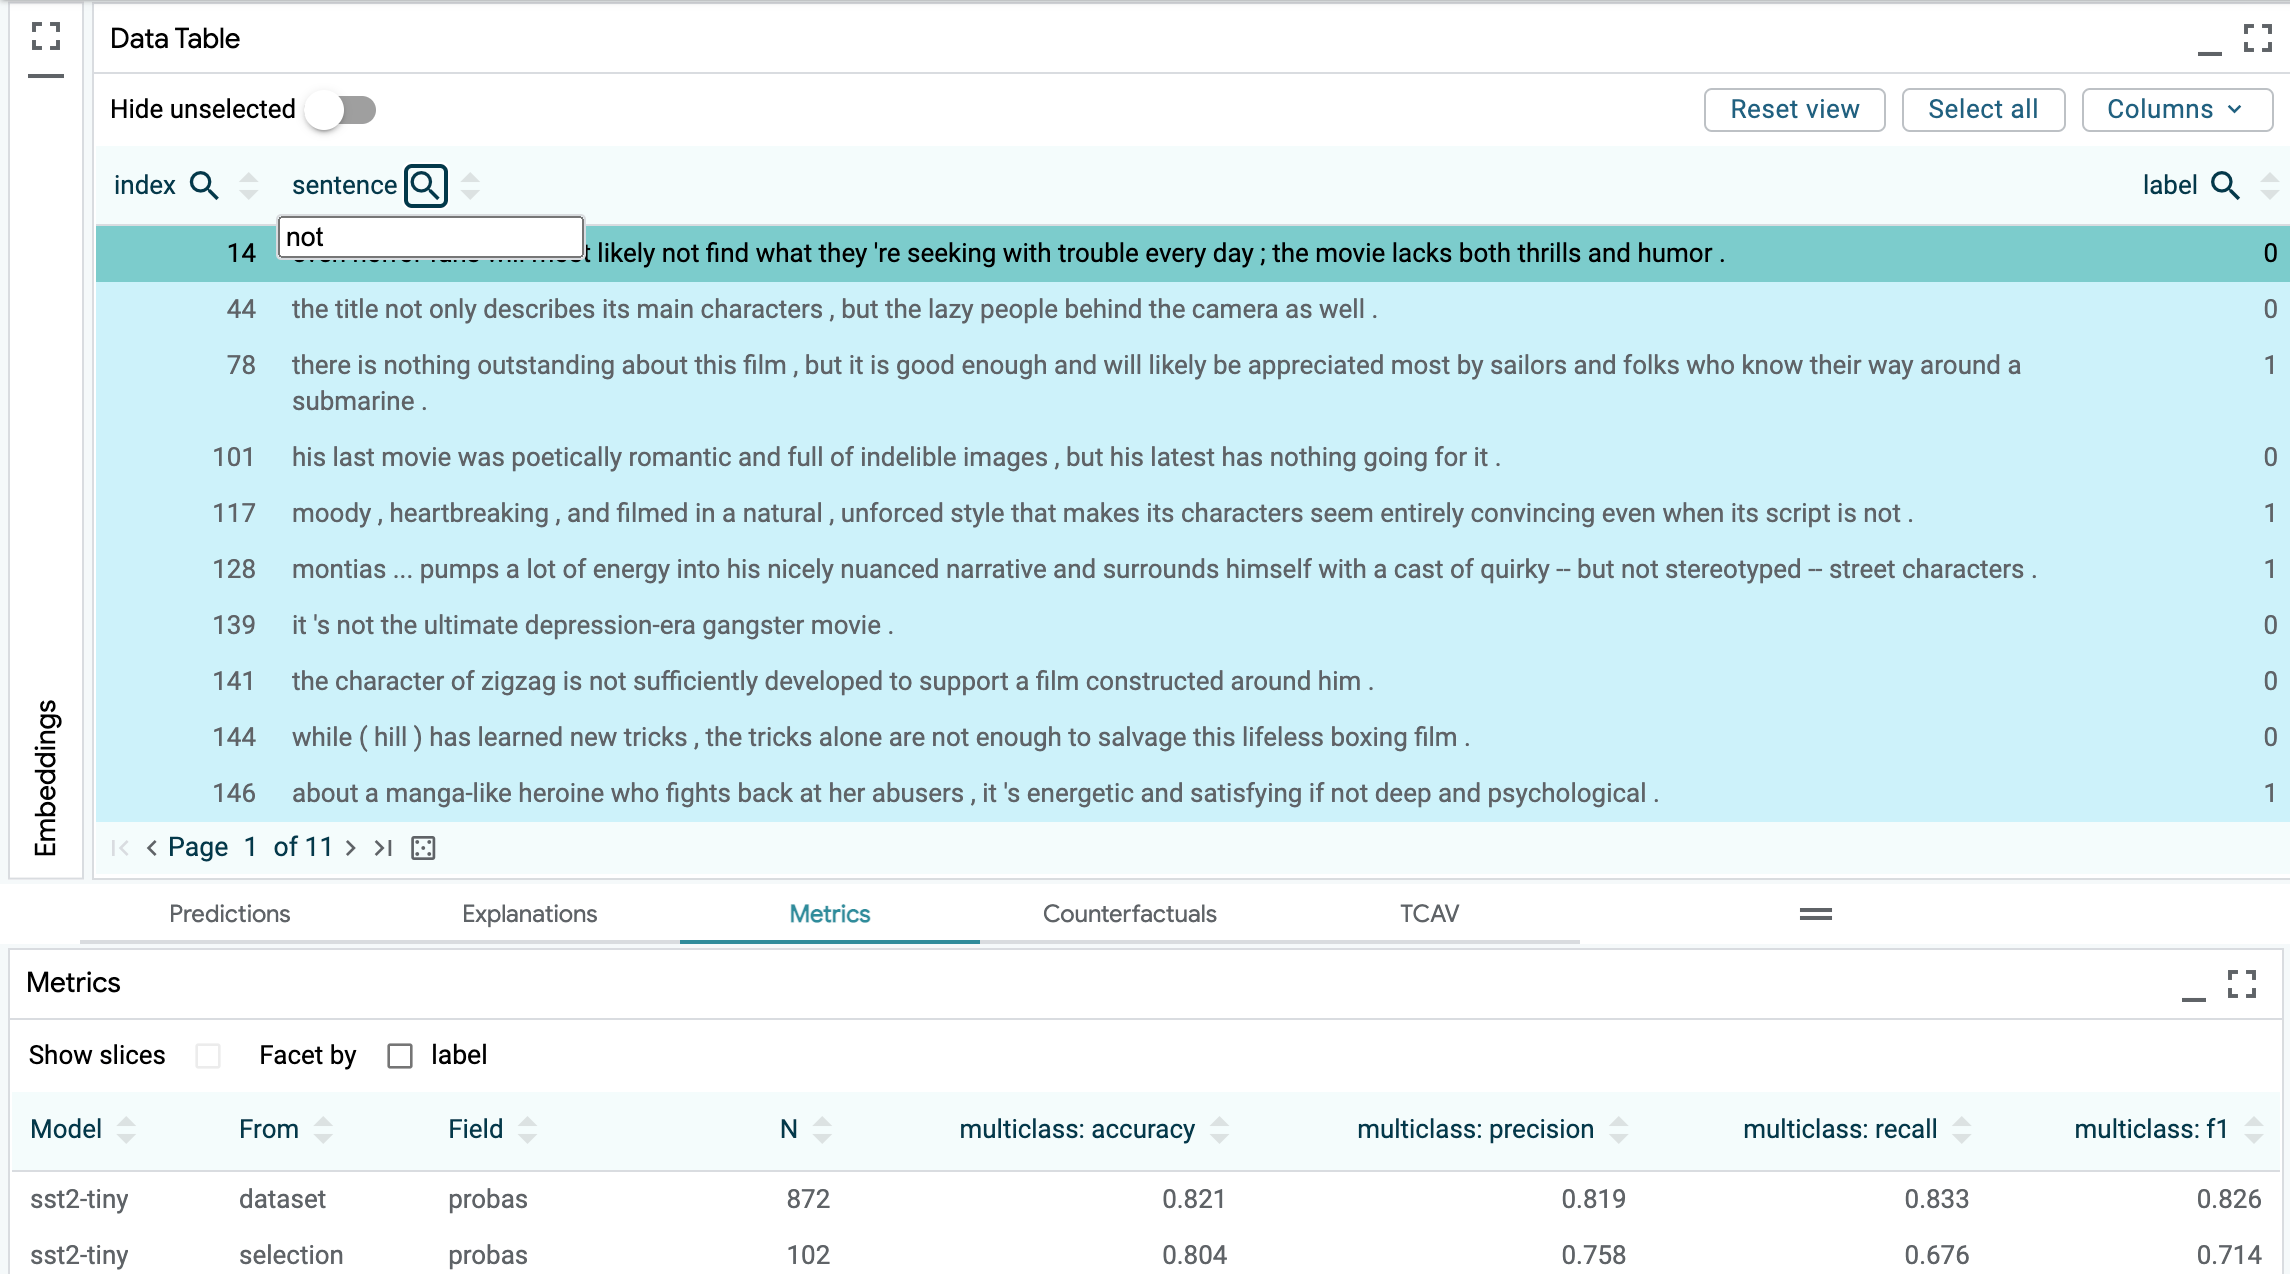 Data Table
Hide unselected
Reset view
Select all
Columns
index
sentence
label
not
14 likely not find what they 're seeking with trouble every day ; the movie lacks both thrills and humor . 0
44 the title not only describes its main characters , but the lazy people behind the camera as well . 0
78 there is nothing outstanding about this film , but it is good enough and will likely be appreciated most by sailors and folks who know their way around a 1
submarine .
101 his last movie was poetically romantic and full of indelible images , but his latest has nothing going for it . 0
117 moody , heartbreaking , and filmed in a natural , unforced style that makes its characters seem entirely convincing even when its script is not . 1
128 montias ... pumps a lot of energy into his nicely nuanced narrative and surrounds himself with a cast of quirky -- but not stereotyped -- street characters . 1
139 it 's not the ultimate depression-era gangster movie . 0
141 the character of zigzag is not sufficiently developed to support a film constructed around him . 0
144 while ( hill ) has learned new tricks , the tricks alone are not enough to salvage this lifeless boxing film . 0
146 about a manga-like heroine who fights back at her abusers , it 's energetic and satisfying if not deep and psychological . 1
Page 1 of 11
Embeddings
Predictions
Explanations
Metrics
Counterfactuals
TCAV
Metrics
Show slices
Facet by
label
Model From Field N multiclass: accuracy multiclass: precision multiclass: recall multiclass: f1
sst2-tiny dataset probas 872 0.821 0.819 0.833 0.826
sst2-tiny selection probas 102 0.804 0.758 0.676 0.714